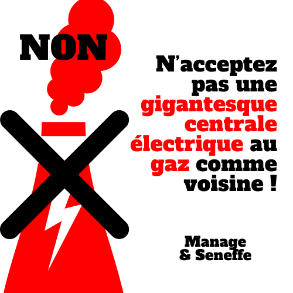 NON
N'acceptez
pas une
gigantesque
centrale
électrique au
gaz comme
voisine !
Manage
& Seneffe